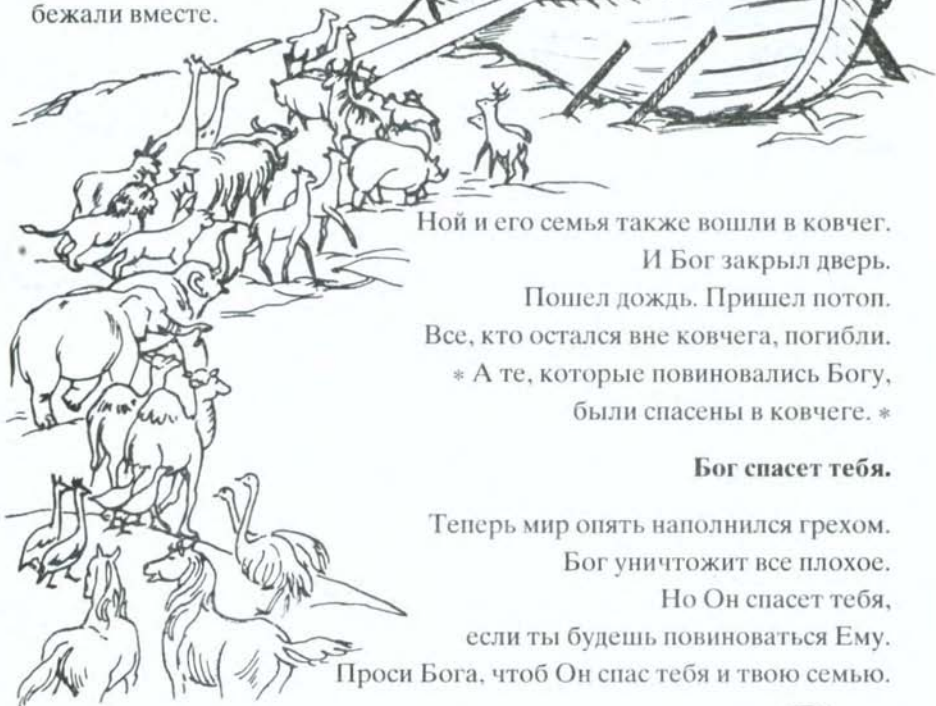 бежали вместе.
Ной и его семья также вошли в ковчег.
И Бог закрыл дверь.
Пошел дождь. Пришел потоп.
Все, кто остался вне ковчега, погибли.
* А те, которые повиновались Богу,
были спасены в ковчеге. *
Бог спасет тебя.
Теперь мир опять наполнился грехом.
Бог уничтожит все плохое.
Но Он спасет тебя,
если ты будешь повиноваться Ему.
Проси Бога, чтоб Он спас тебя и твою семью.